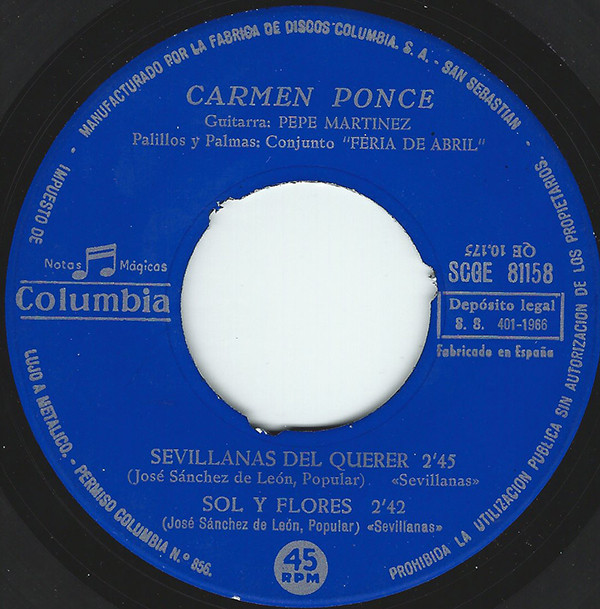 IMPUESTO DE LUJO A METALICO. - PERMISO COLUMBIA N.º 856.
- MANUFACTURADO POR LA FABRICA DE DISCOS COLUMBIA. S. A. - SAN SEBASTIAN -
PROHIBIDA LA UTILIZACION PUBLICA SIN AUTORIZACION DE LOS PROPIETARIOS.
CARMEN PONCE
Guitarra: PEPE MARTINEZ
Palillos y Palmas: Conjunto "FERIA DE ABRIL"
Notas Mágicas
Columbia
QE 10.175
SCGE 81158
Depósito legal
S. S. 401-1966
Fabricado en España
SEVILLANAS DEL QUERER 2'45
(José Sánchez de León, Popular) «Sevillanas»
SOL Y FLORES 2'42
(José Sánchez de León, Popular) «Sevillanas»
45
RPM